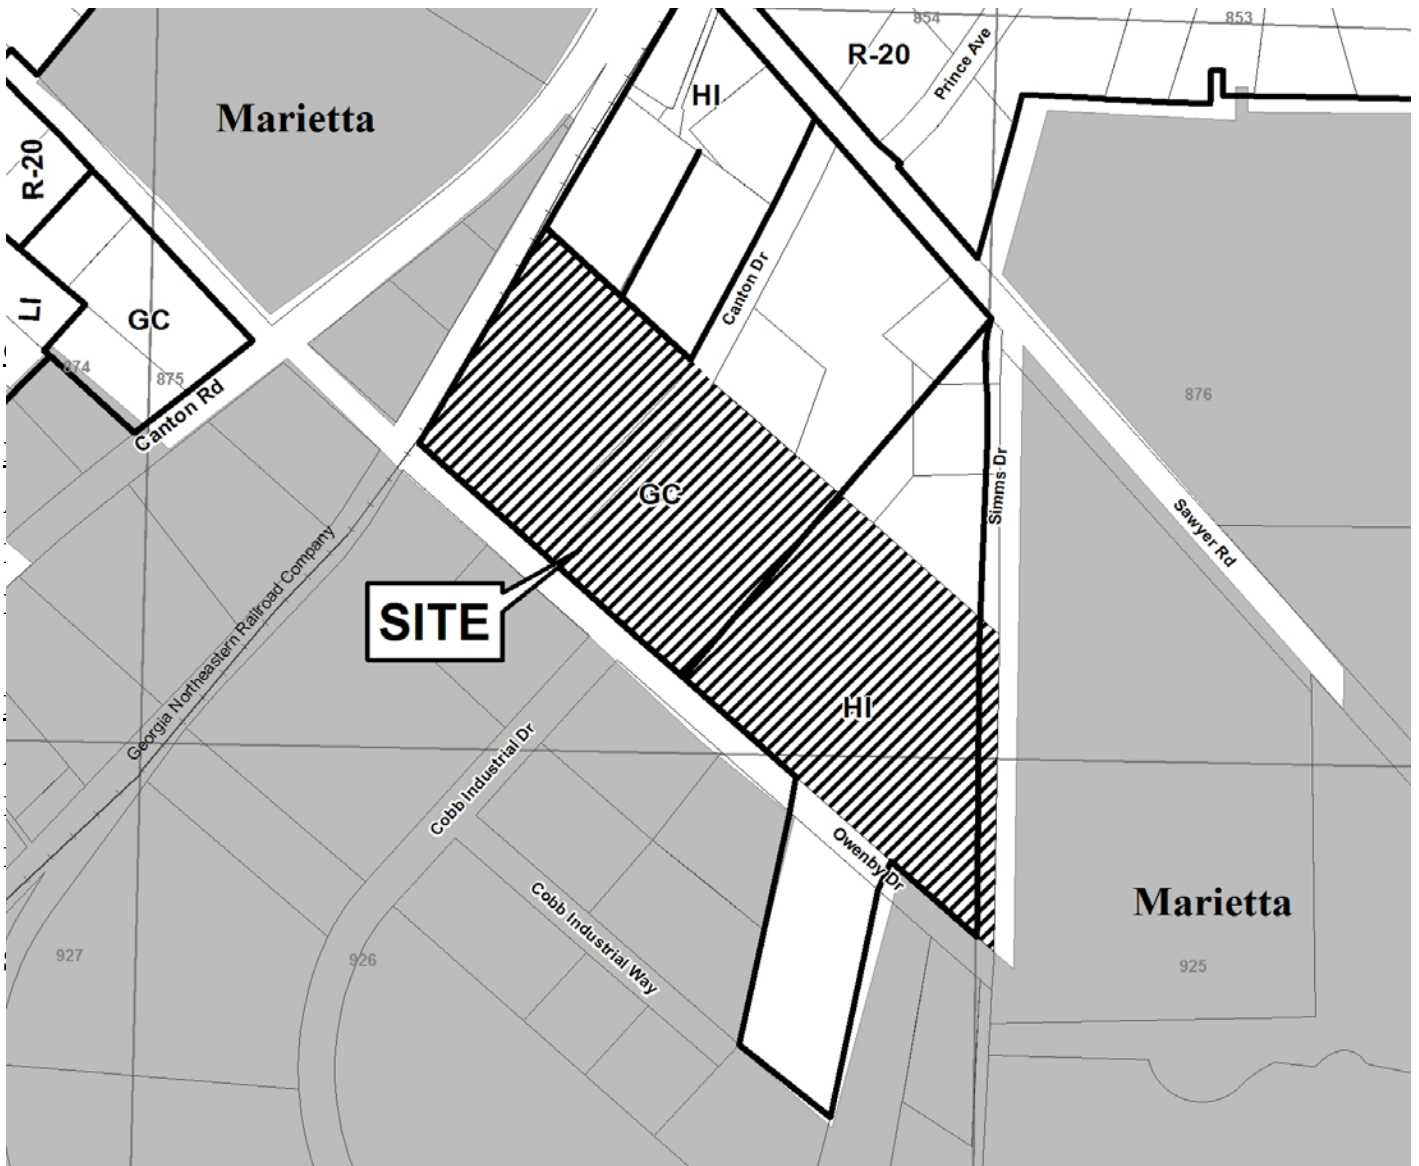 854
853
R-20
Prince Ave
HI
Marietta
R-20
Canton Dr
LI
GC
874
875
Canton Rd
876
GC
Simms Dr
Sawyer Rd
SITE
Georgia Northeastern Railroad Company
HI
Cobb Industrial Dr
Owenby Dr
Marietta
Cobb Industrial Way
927
926
925